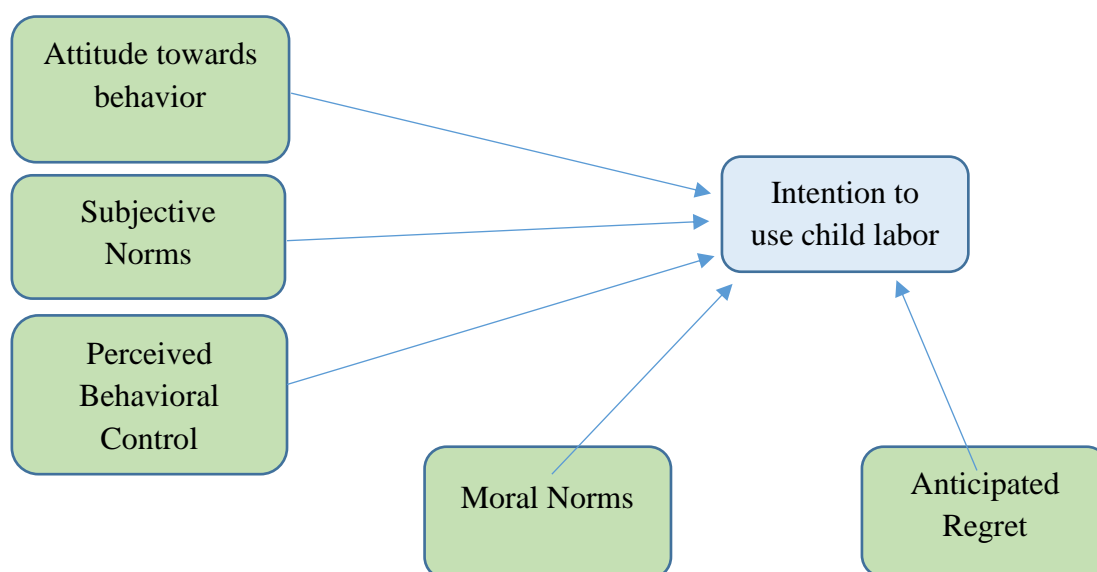 Attitude towards
behavior
Subjective
Norms
Perceived
Behavioral
Control
Intention to
use child labor
Moral Norms
Anticipated
Regret